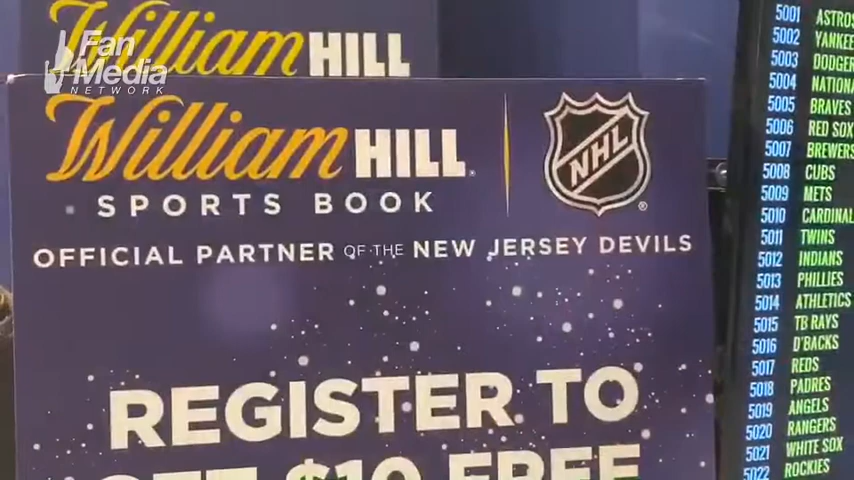 William HILL
Fan Media
NETWORK
William HILL
SPORTS BOOK
NHL
OFFICIAL PARTNER OF THE NEW JERSEY DEVILS
REGISTER TO
GET $10 FREE
5001 ASTROS
5002 YANKEE
5003 DODGER
5004 NATIONA
5005 BRAVES
5006 RED SOX
5007 BREWERS
5008 CUBS
5009 METS
5010 CARDINAL
5011 TWINS
5012 INDIANS
5013 PHILLIES
5014 ATHLETICS
5015 TB RAYS
5016 D'BACKS
5017 REDS
5018 PADRES
5019 ANGELS
5020 RANGERS
5021 WHITE SOX
5022 ROCKIES